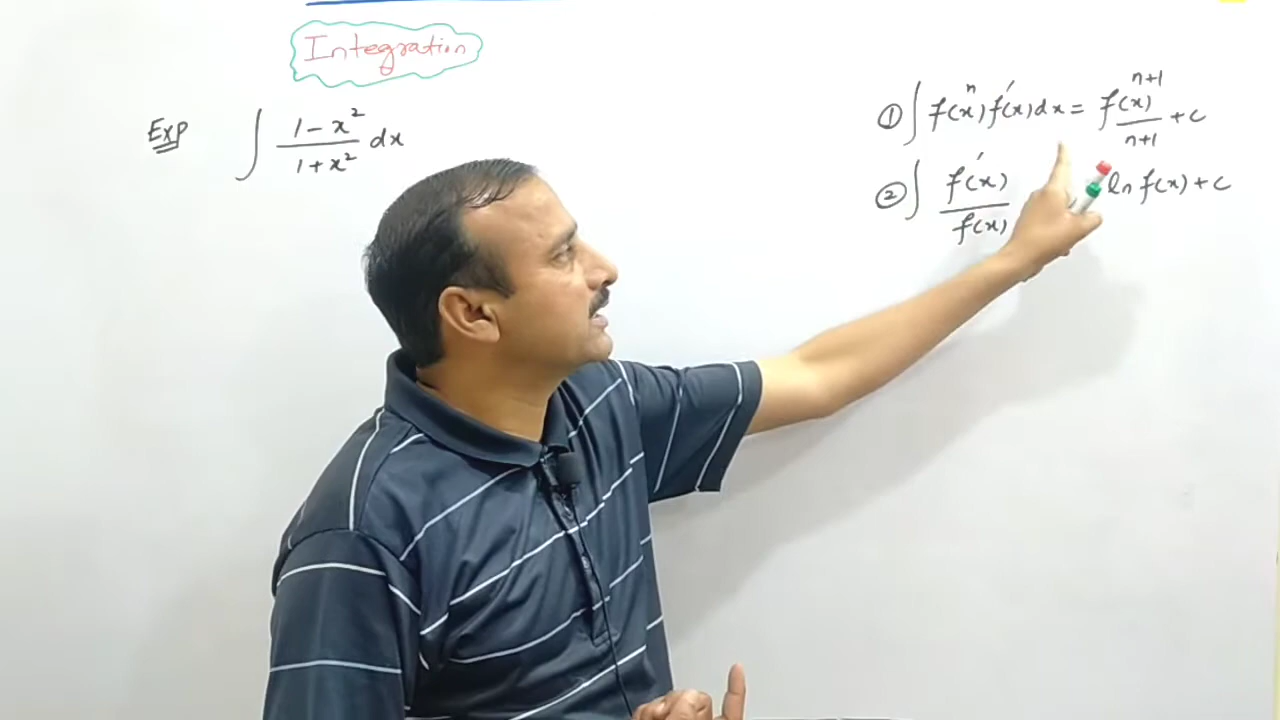 Integration
Exp ∫ 1-x² / 1+x² dx
① ∫ f(x)ⁿ f'(x) dx = f(x)ⁿ⁺¹ / n+1 + c
② ∫ f'(x) / f(x) ln f(x) + c